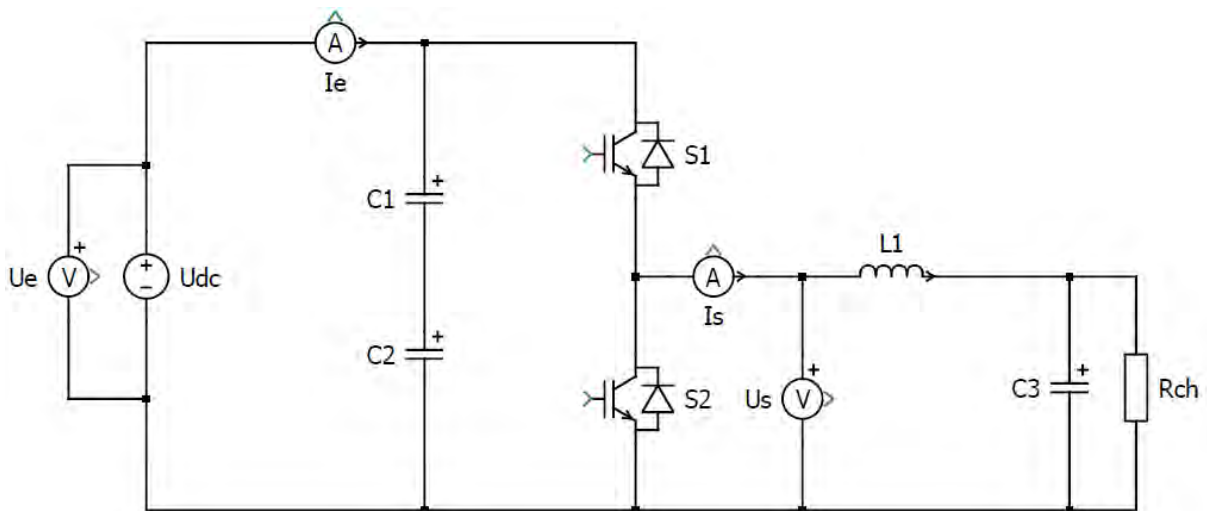 A
Ie
S1
C1
L1
+
Ue
V
+
-
Udc
A
Is
+
C2
+
S2
Us
V
+
C3
+
Rch
+